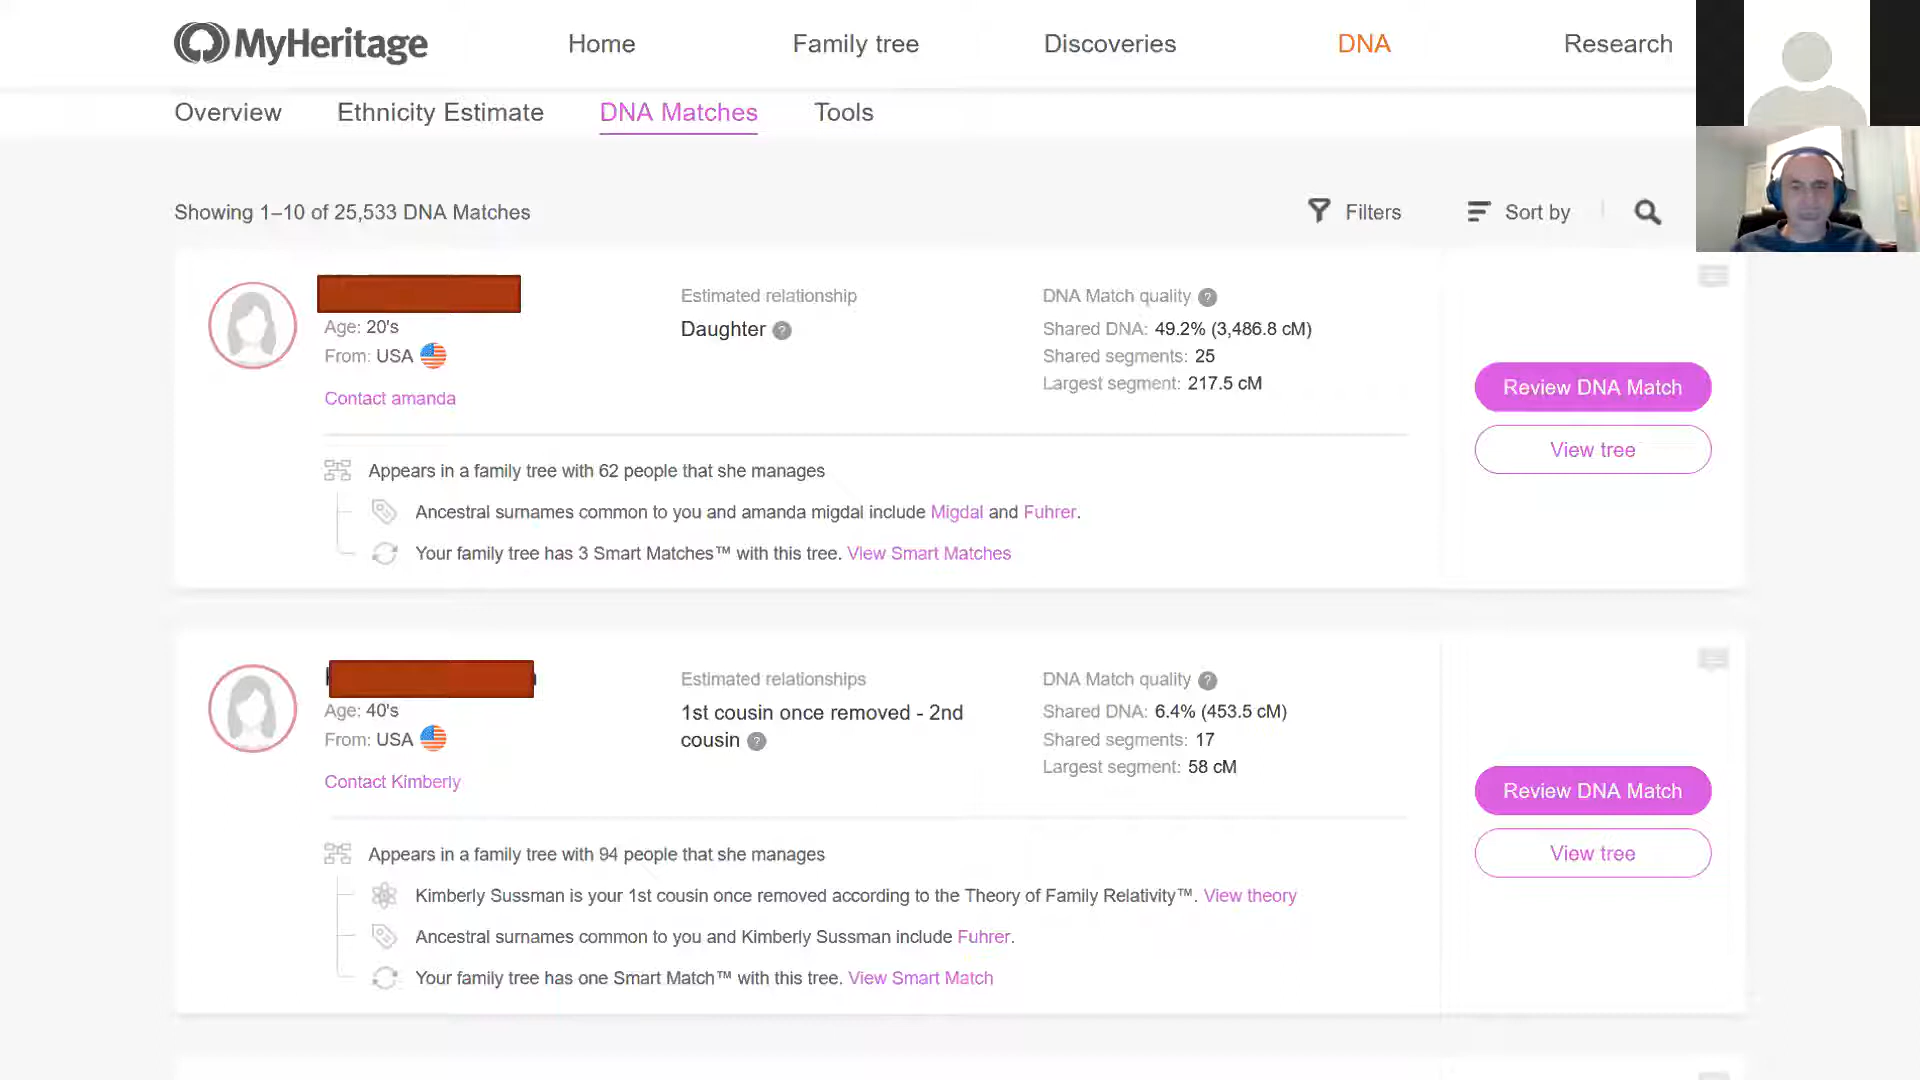 MyHeritage
Home
Family tree
Discoveries
DNA
Research
Overview
Ethnicity Estimate
DNA Matches
Tools
Showing 1–10 of 25,533 DNA Matches
Filters
Sort by
Age: 20's
From: USA
Contact amanda
Estimated relationship
Daughter ?
DNA Match quality ?
Shared DNA: 49.2% (3,486.8 cM)
Shared segments: 25
Largest segment: 217.5 cM
Review DNA Match
View tree
Appears in a family tree with 62 people that she manages
Ancestral surnames common to you and amanda migdal include Migdal and Fuhrer.
Your family tree has 3 Smart Matches™ with this tree. View Smart Matches
Age: 40's
From: USA
Contact Kimberly
Estimated relationships
1st cousin once removed - 2nd
cousin ?
DNA Match quality ?
Shared DNA: 6.4% (453.5 cM)
Shared segments: 17
Largest segment: 58 cM
Review DNA Match
View tree
Appears in a family tree with 94 people that she manages
Kimberly Sussman is your 1st cousin once removed according to the Theory of Family Relativity™. View theory
Ancestral surnames common to you and Kimberly Sussman include Fuhrer.
Your family tree has one Smart Match™ with this tree. View Smart Match